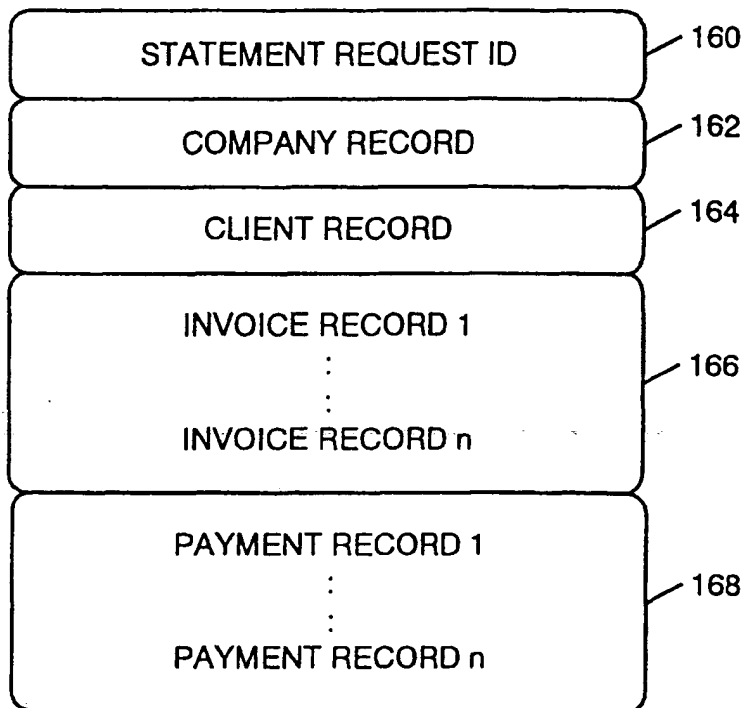 STATEMENT REQUEST ID
160
COMPANY RECORD
162
CLIENT RECORD
164
INVOICE RECORD 1
INVOICE RECORD n
166
PAYMENT RECORD 1
PAYMENT RECORD n
168